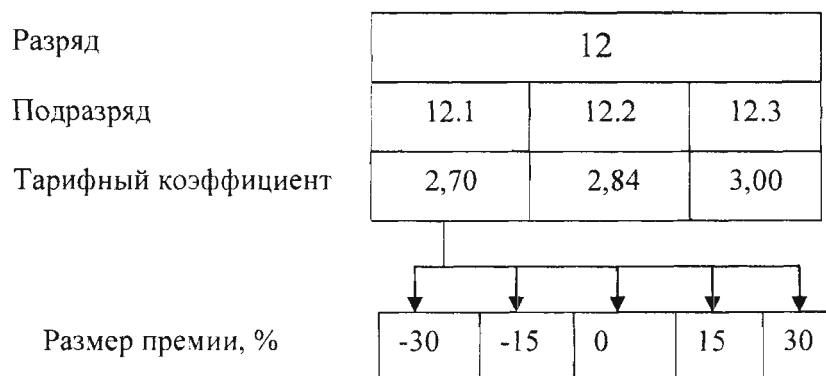 Разряд 12
Подразряд 12.1 12.2 12.3
Тарифный коэффициент 2,70 2,84 3,00
Размер премии, % -30 -15 0 15 30